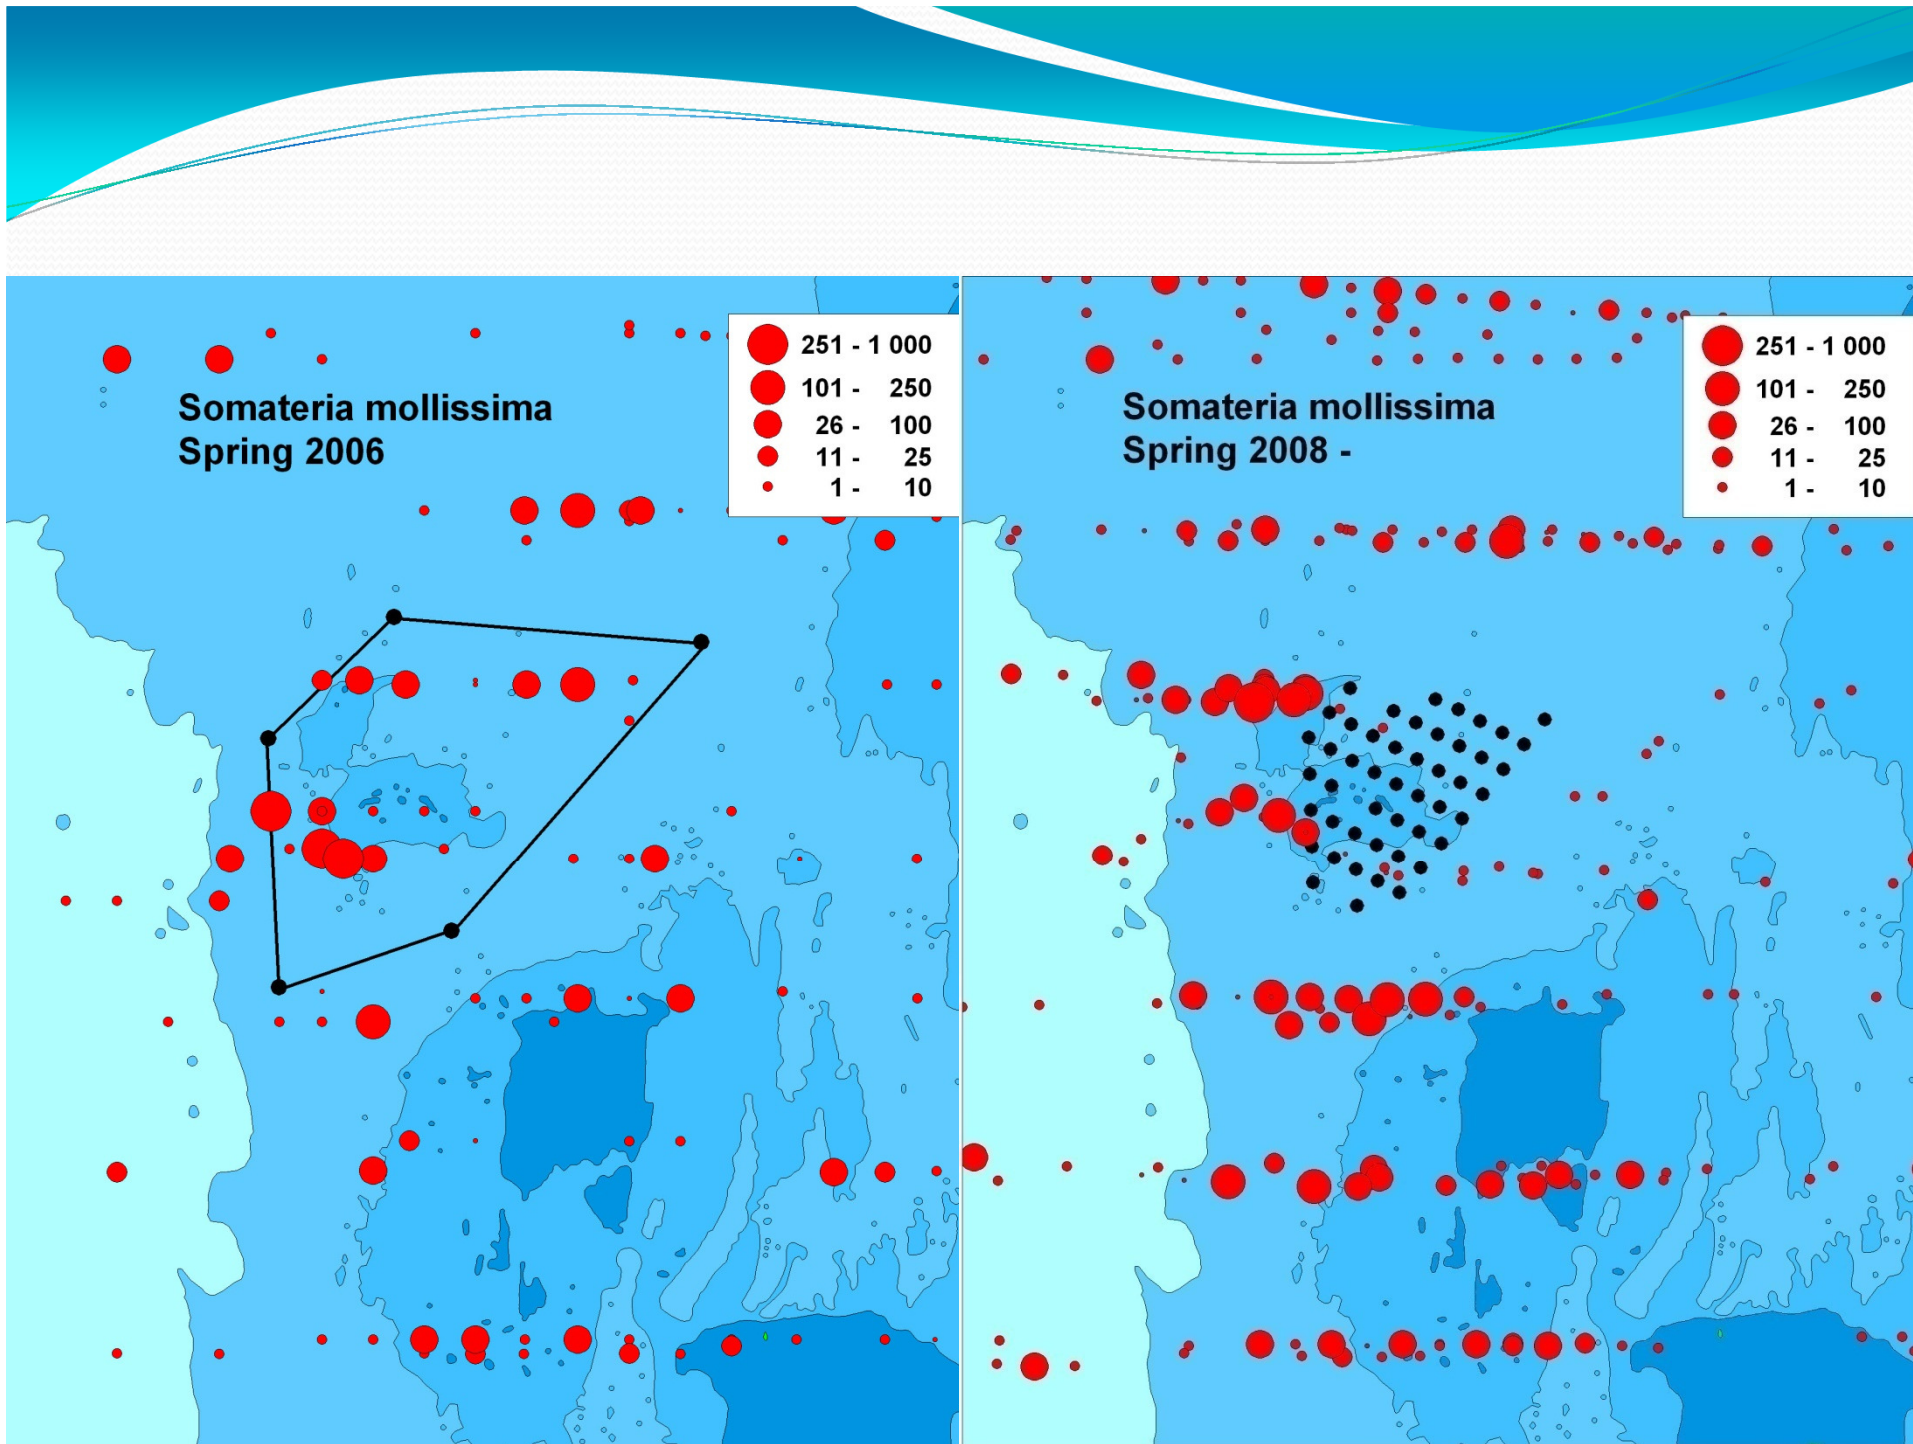 251 - 1 000
101 - 250
26 - 100
11 - 25
1 - 10
Somateria mollissima
Spring 2006
251 - 1 000
101 - 250
26 - 100
11 - 25
1 - 10
Somateria mollissima
Spring 2008 -